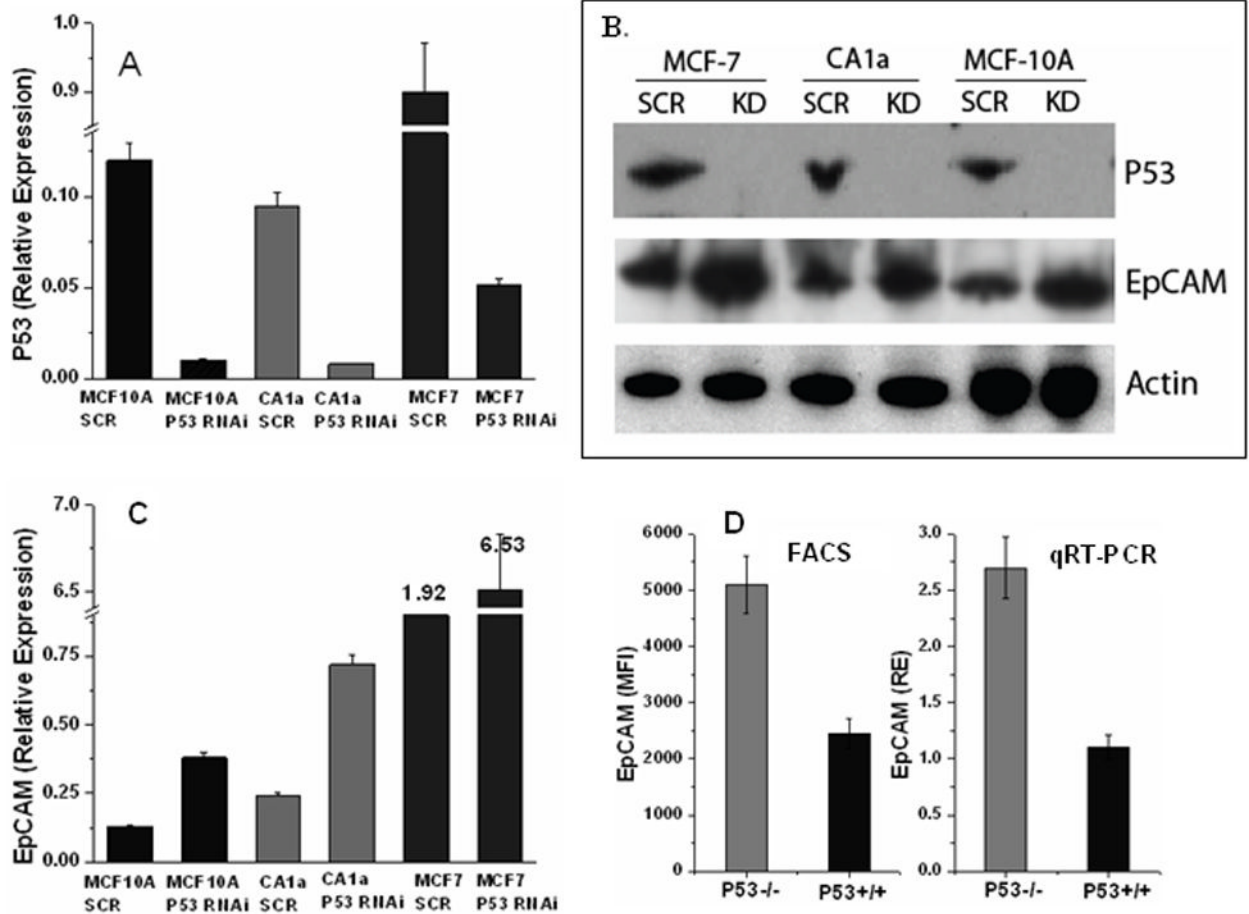 A
P53 (Relative Expression)
1.0
0.9
0.10
0.05
0.00
MCF10A SCR
MCF10A P53 RNAi
CA1a SCR
CA1a P53 RNAi
MCF7 SCR
MCF7 P53 RNAi
B.
MCF-7 CA1a MCF-10A
SCR KD SCR KD SCR KD
P53
EpCAM
Actin
C
EpCAM (Relative Expression)
7.0
6.5
0.75
0.50
0.25
0.00
1.92
6.53
MCF10A SCR
MCF10A P53 RNAi
CA1a SCR
CA1a P53 RNAi
MCF7 SCR
MCF7 P53 RNAi
D
FACS
EpCAM (MFI)
6000
5000
4000
3000
2000
1000
0
P53-/- P53+/+
qRT-PCR
EpCAM (RE)
3.0
2.5
2.0
1.5
1.0
0.5
0.0
P53-/- P53+/+